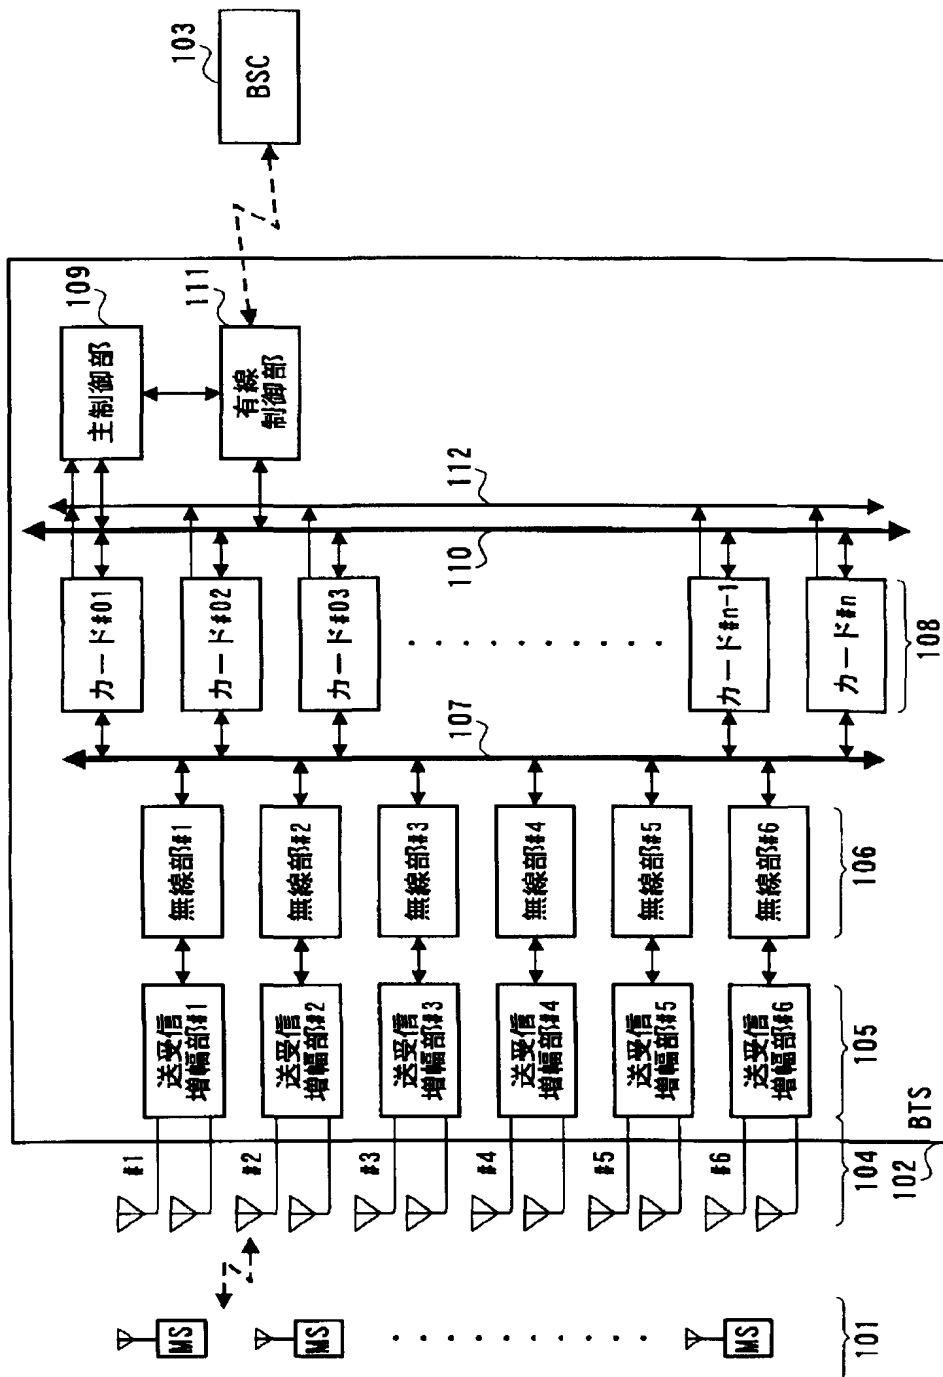 101
MS
MS
MS
102
BTS
104
#1
#2
#3
#4
#5
#6
105
送受信
増幅部#1
送受信
増幅部#2
送受信
増幅部#3
送受信
増幅部#4
送受信
増幅部#5
送受信
増幅部#6
106
無線部#1
無線部#2
無線部#3
無線部#4
無線部#5
無線部#6
107
108
カード#01
カード#02
カード#03
カード#n-1
カード#n
110
112
主制御部
109
有線
制御部
111
BSC
103